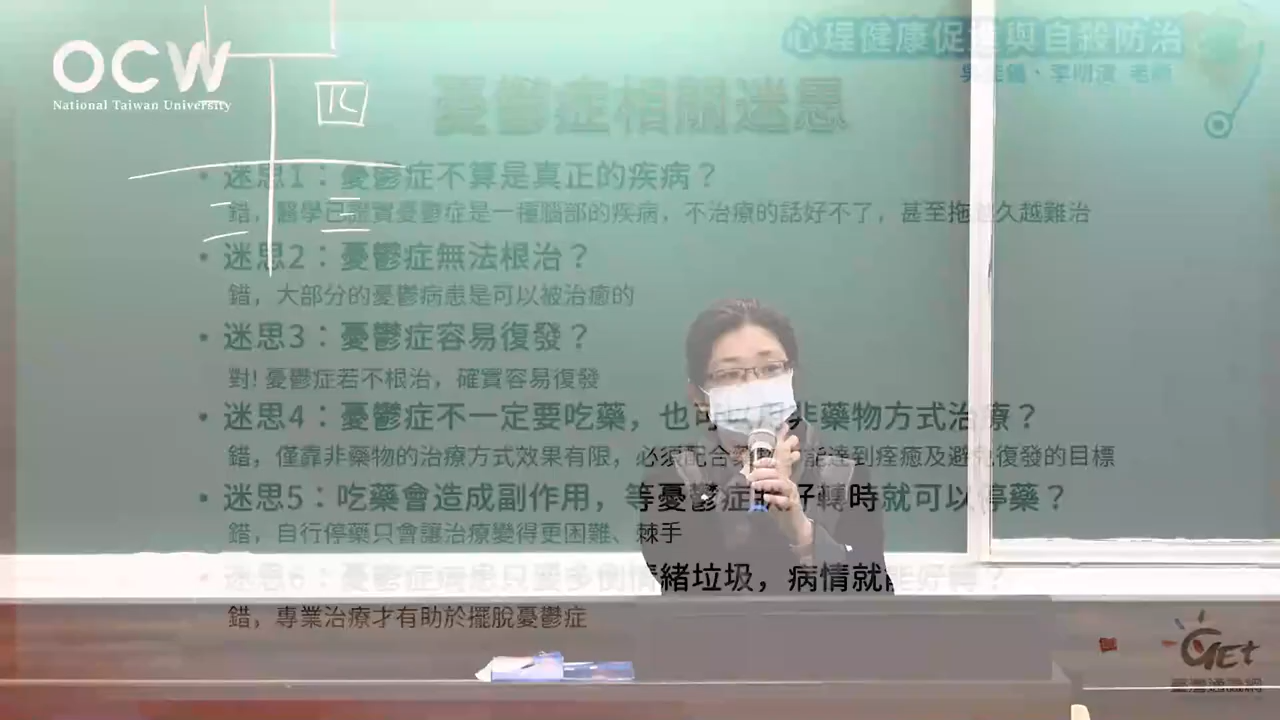 OCW
National Taiwan University
心理健康促進與自殺防治
李明濱 老師
四
憂鬱症相關迷思
• 迷思1：憂鬱症不算是真正的疾病？
錯，醫學已證實憂鬱症是一種腦部的疾病，不治療的話好不了，甚至拖越久越難治
• 迷思2：憂鬱症無法根治？
錯，大部分的憂鬱病患是可以被治癒的
• 迷思3：憂鬱症容易復發？
對! 憂鬱症若不根治，確實容易復發
• 迷思4：憂鬱症不一定要吃藥，也可以用非藥物方式治療？
錯，僅靠非藥物的治療方式效果有限，必須配合藥物才能達到痊癒及避免復發的目標
• 迷思5：吃藥會造成副作用，等憂鬱症狀好轉時就可以停藥？
錯，自行停藥只會讓治療變得更困難、棘手
• 迷思6：憂鬱症病患只要多倒情緒垃圾，病情就能好轉？
錯，專業治療才有助於擺脫憂鬱症
GEt
臺灣通識網